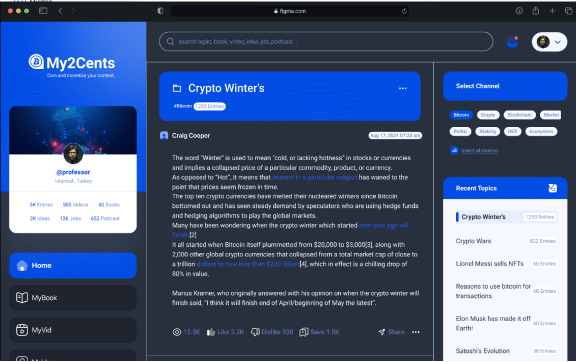 figma.com
My2Cents
Own and monetize your content.
search topic, book, video, idea, job, podcast
@professor
Istanbul, Turkey
5K Entries 500 Videos 40 Books
2K Ideas 126 Jobs 652 Podcast
Home
MyBook
MyVid
Crypto Winter's
#Bitcoin 1253 Entries
Craig Cooper
Aug 17, 2021 07:23 am
The word "Winter" is used to mean "cold, or lacking hotness" in stocks or currencies
and implies a collapsed price of a particular commodity, product, or currency.
As opposed to "Hot", it means that interest in a particular subject has waned to the
point that prices seem frozen in time.
The top ten crypto currencies have melted their nucleared winters since Bitcoin
bottomed out and has seen steady demand by speculators who are using hedge funds
and hedging algorithms to play the global markets.
Many have been wondering when the crypto winter which started over year ago will
finish [2]
It all started when Bitcoin itself plummetted from $20,000 to $3,000[3], along with
2,000 other global crypto currencies that collapsed from a total market cap of close to
a trillion dollars to now less than $200 billion[4], which in effect is a chilling drop of
80% in value.
Marius Kramer, who originally answered with his opinion on when the crypto winter will
finish said, "I think it will finish end of April/beginning of May the latest".
12.5K Like 3.2K Dislike 300 Save 1.5K Share
Select Channel
Bitcoin Crypto Blockchain Market
Politic Staking DEX Ecosystem
Select all channel
Recent Topics
Crypto Winter's 1253 Entries
Crypto Wars 822 Entries
Lionel Messi sells NFTs 60 Entries
Reasons to use bitcoin for
transactions. 60 Entries
Elon Musk has made it off
Earth! 60 Entries
Satoshi's Evolution 50 Entries